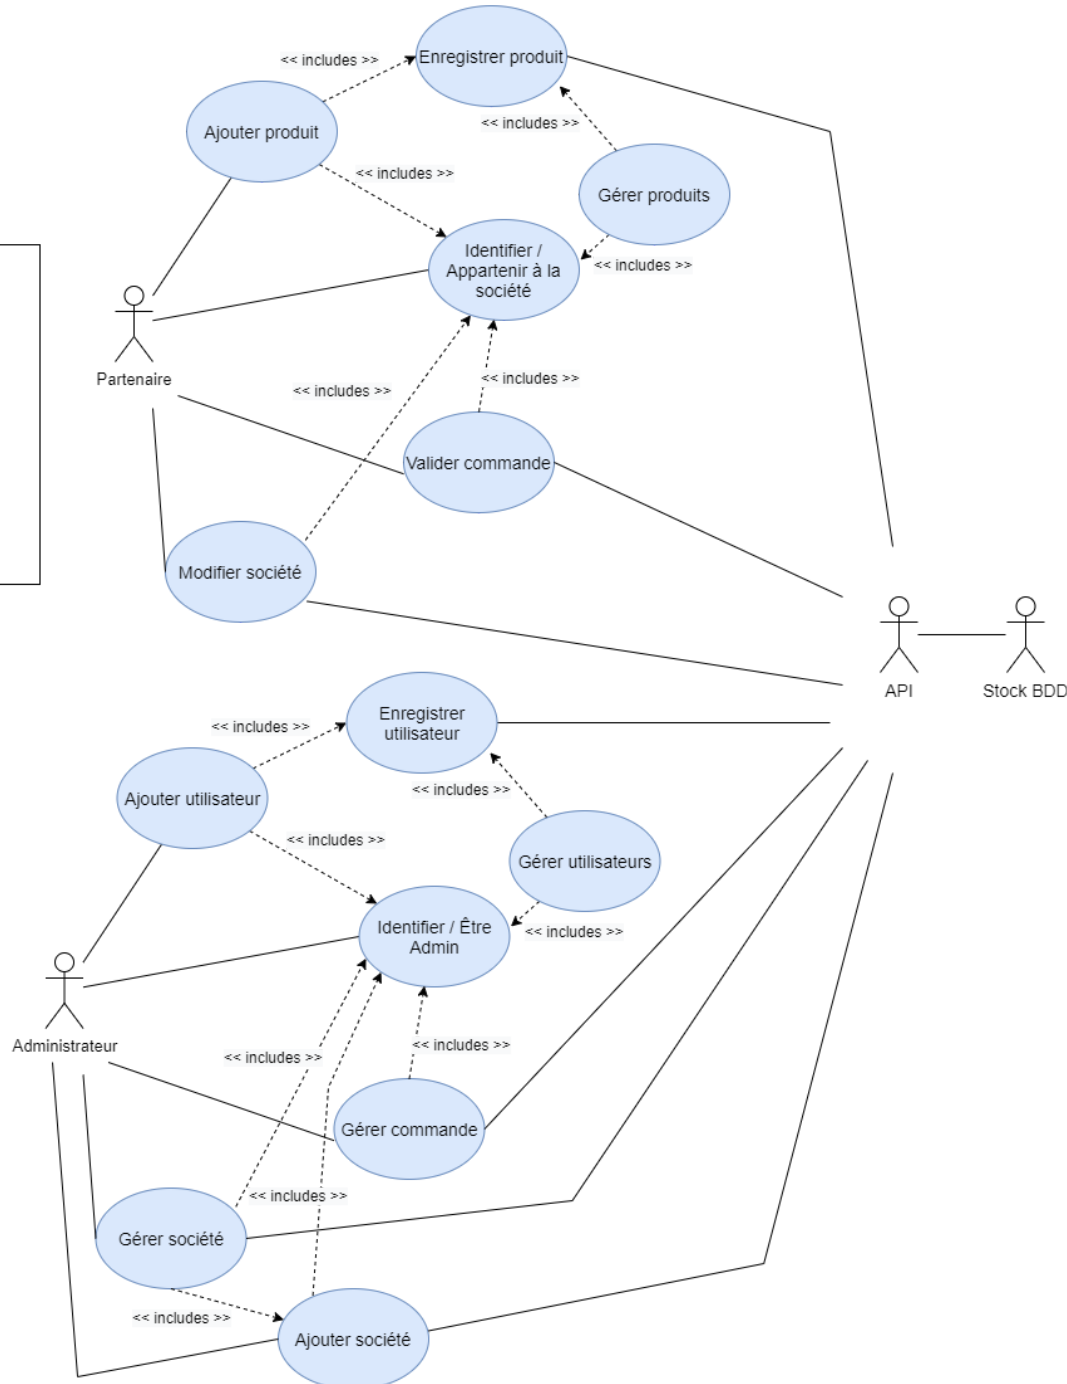 Enregistrer produit
<< includes >>
Ajouter produit
<< includes >>
<< includes >>
Gérer produits
Identifier /
Appartenir à la
société
<< includes >>
Partenaire
<< includes >>
<< includes >>
Valider commande
Modifier société
API
Stock BDD
Enregistrer
utilisateur
<< includes >>
<< includes >>
Ajouter utilisateur
<< includes >>
Gérer utilisateurs
Identifier / Être
Admin
<< includes >>
Administrateur
<< includes >>
<< includes >>
Gérer commande
<< includes >>
Gérer société
<< includes >>
Ajouter société